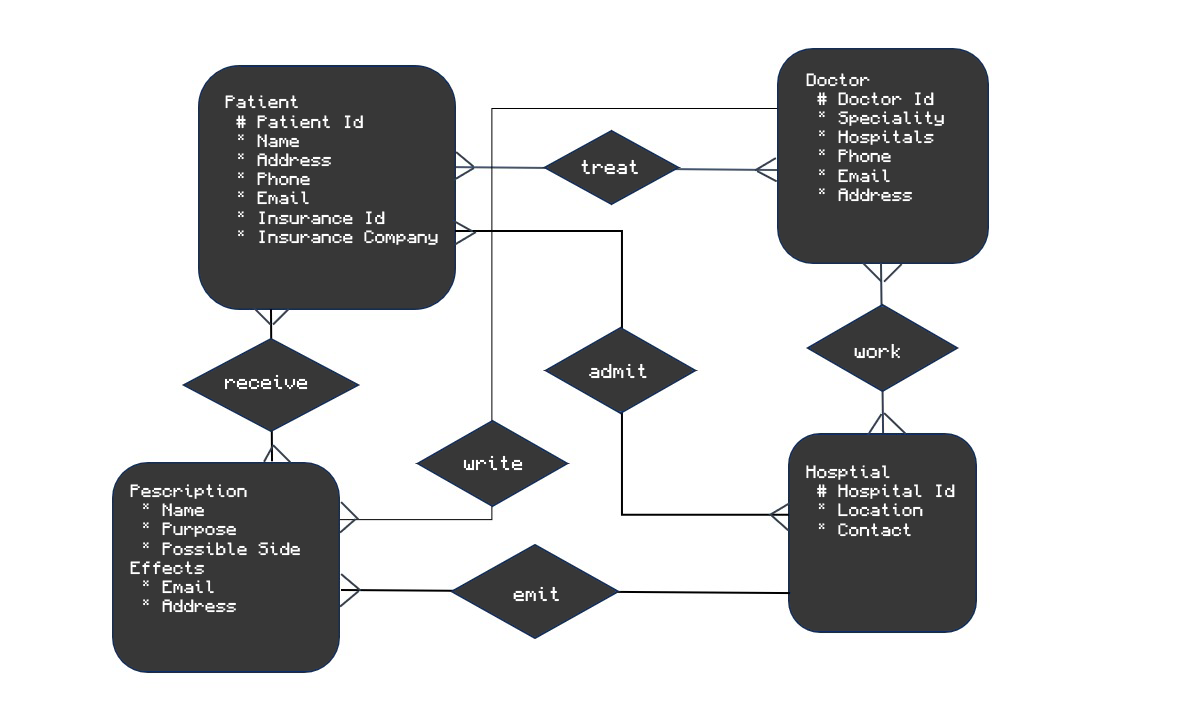 Patient
# Patient Id
* Name
* Address
* Phone
* Email
* Insurance Id
* Insurance Company
treat
Doctor
# Doctor Id
* Speciality
* Hospitals
* Phone
* Email
* Address
receive
admit
work
write
Pescription
* Name
* Purpose
* Possible Side
Effects
* Email
* Address
emit
Hosptial
# Hospital Id
* Location
* Contact